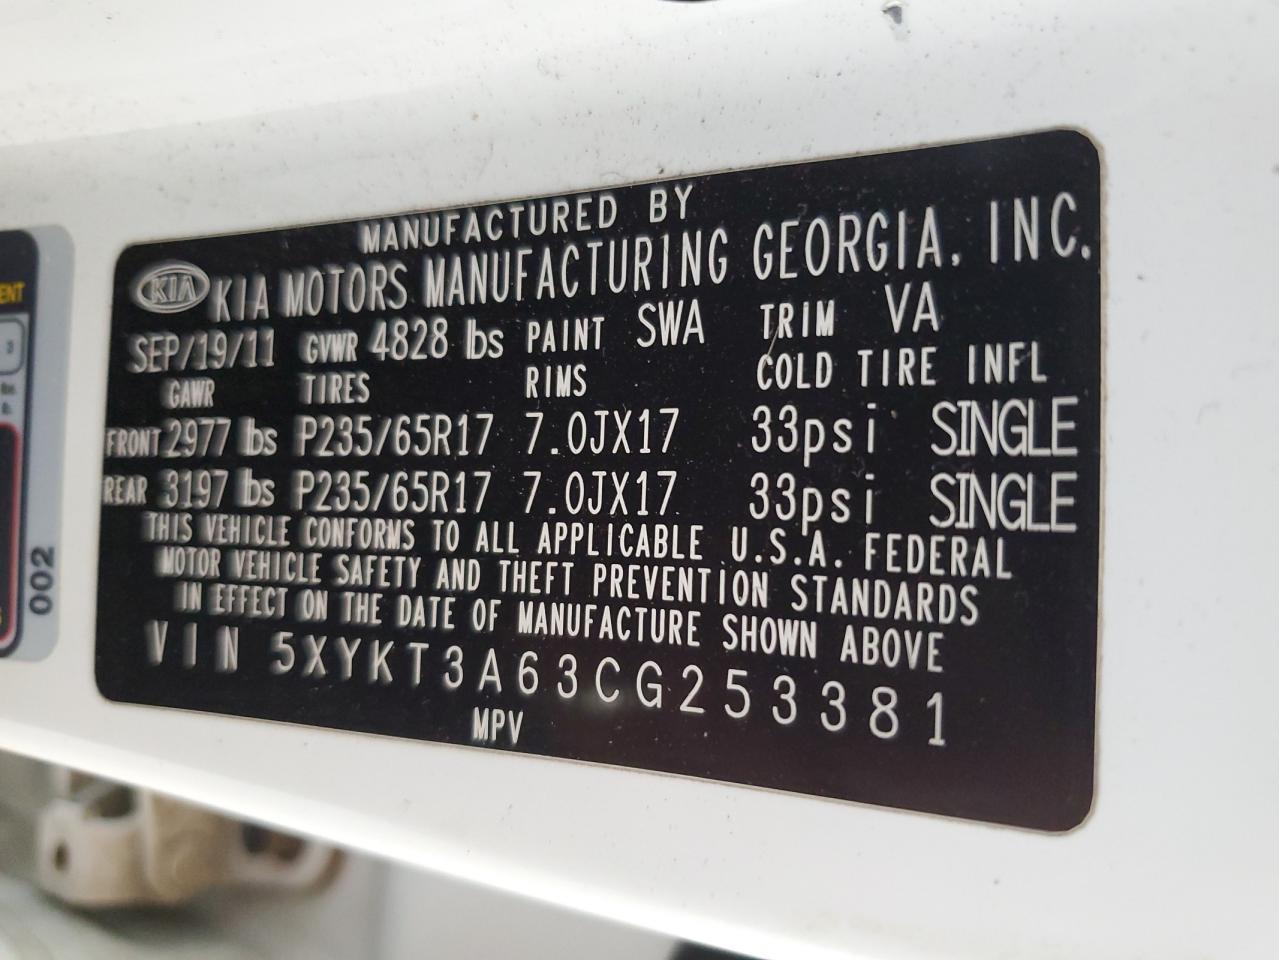 MANUFACTURED BY
KIA KIA MOTORS MANUFACTURING GEORGIA, INC.
SEP/19/11 GVWR 4828 lbs PAINT SWA TRIM VA
GAWR TIRES RIMS COLD TIRE INFL
FRONT 2977 lbs P235/65R17 7.0JX17 33psi SINGLE
REAR 3197 lbs P235/65R17 7.0JX17 33psi SINGLE
THIS VEHICLE CONFORMS TO ALL APPLICABLE U.S.A. FEDERAL
MOTOR VEHICLE SAFETY AND THEFT PREVENTION STANDARDS
IN EFFECT ON THE DATE OF MANUFACTURE SHOWN ABOVE
VIN 5XYKT3A63CG253381
MPV
002